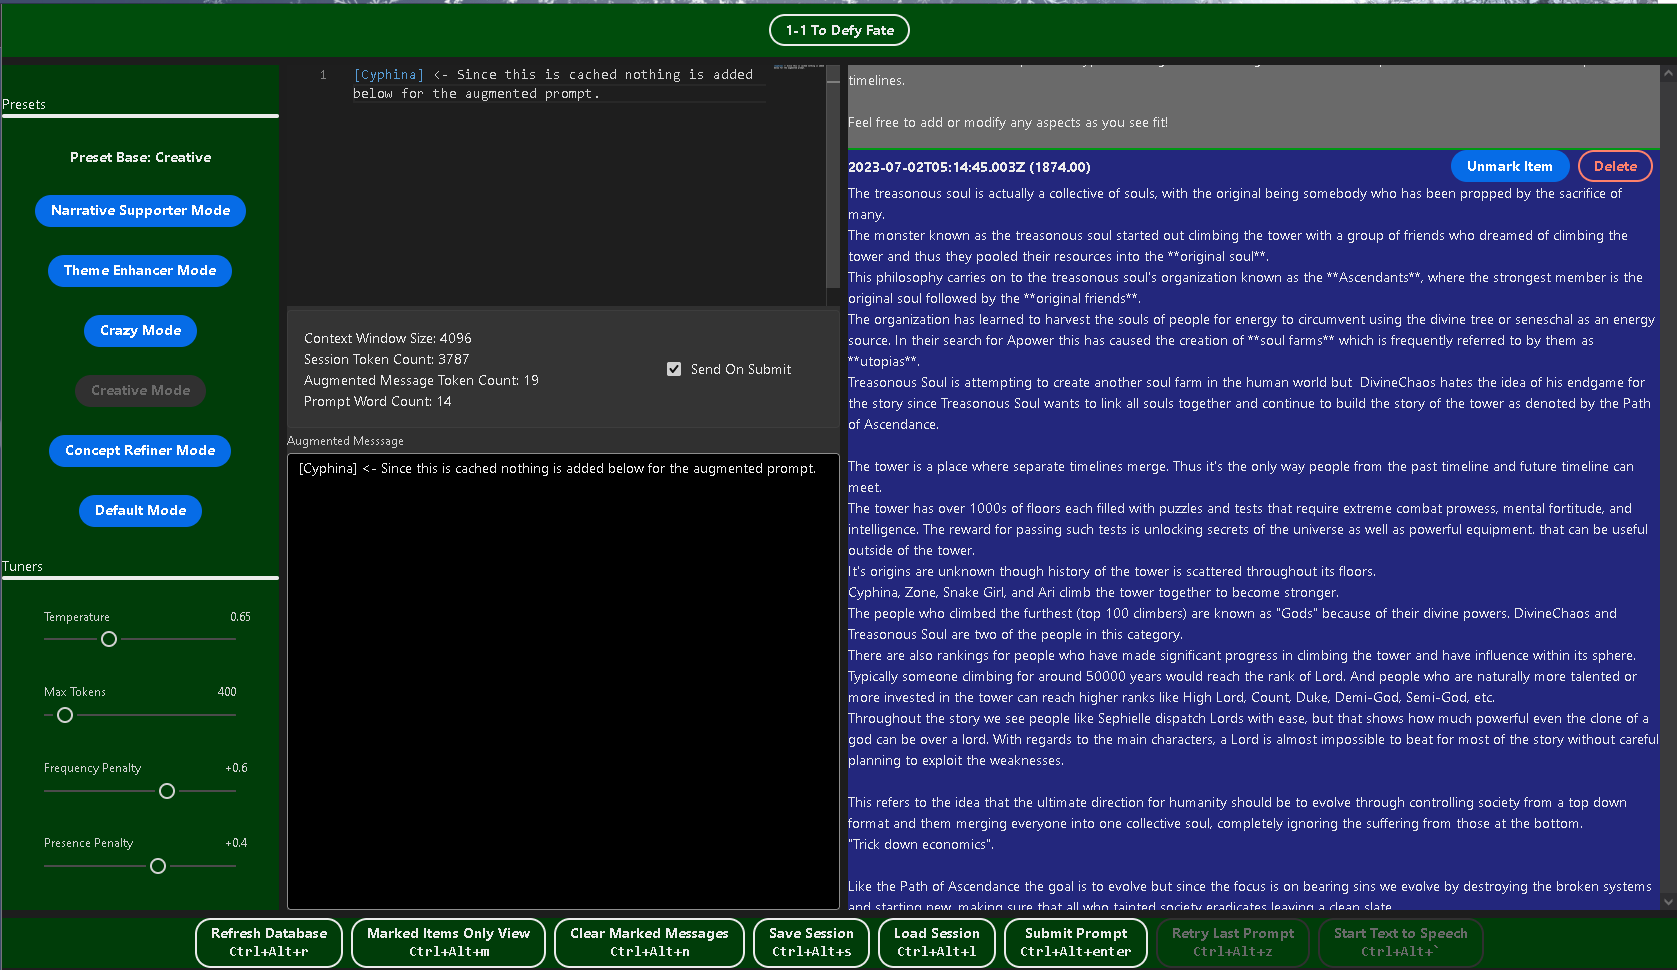 1-1 To Defy Fate
Presets
Preset Base: Creative
Narrative Supporter Mode
Theme Enhancer Mode
Crazy Mode
Creative Mode
Concept Refiner Mode
Default Mode
Tuners
Temperature 0.65
Max Tokens 400
Frequency Penalty +0.6
Presence Penalty +0.4
1 [Cyphina] <- Since this is cached nothing is added
below for the augmented prompt.
Context Window Size: 4096
Session Token Count: 3787
Augmented Message Token Count: 19
Prompt Word Count: 14
Send On Submit
Augmented Messsage
[Cyphina] <- Since this is cached nothing is added below for the augmented prompt.
timelines.
Feel free to add or modify any aspects as you see fit!
2023-07-02T05:14:45.003Z (1874.00)
Unmark Item
Delete
The treasonous soul is actually a collective of souls, with the original being somebody who has been propped by the sacrifice of
many.
The monster known as the treasonous soul started out climbing the tower with a group of friends who dreamed of climbing the
tower and thus they pooled their resources into the **original soul**.
This philosophy carries on to the treasonous soul's organization known as the **Ascendants**, where the strongest member is the
original soul followed by the **original friends**.
The organization has learned to harvest the souls of people for energy to circumvent using the divine tree or seneschal as an energy
source. In their search for Apower this has caused the creation of **soul farms** which is frequently referred to by them as
**utopias**.
Treasonous Soul is attempting to create another soul farm in the human world but DivineChaos hates the idea of his endgame for
the story since Treasonous Soul wants to link all souls together and continue to build the story of the tower as denoted by the Path
of Ascendance.
The tower is a place where separate timelines merge. Thus it's the only way people from the past timeline and future timeline can
meet.
The tower has over 1000s of floors each filled with puzzles and tests that require extreme combat prowess, mental fortitude, and
intelligence. The reward for passing such tests is unlocking secrets of the universe as well as powerful equipment. that can be useful
outside of the tower.
It's origins are unknown though history of the tower is scattered throughout its floors.
Cyphina, Zone, Snake Girl, and Ari climb the tower together to become stronger.
The people who climbed the furthest (top 100 climbers) are known as "Gods" because of their divine powers. DivineChaos and
Treasonous Soul are two of the people in this category.
There are also rankings for people who have made significant progress in climbing the tower and have influence within its sphere.
Typically someone climbing for around 50000 years would reach the rank of Lord. And people who are naturally more talented or
more invested in the tower can reach higher ranks like High Lord, Count, Duke, Demi-God, Semi-God, etc.
Throughout the story we see people like Sephielle dispatch Lords with ease, but that shows how much powerful even the clone of a
god can be over a lord. With regards to the main characters, a Lord is almost impossible to beat for most of the story without careful
planning to exploit the weaknesses.
This refers to the idea that the ultimate direction for humanity should be to evolve through controlling society from a top down
format and them merging everyone into one collective soul, completely ignoring the suffering from those at the bottom.
"Trick down economics".
Like the Path of Ascendance the goal is to evolve but since the focus is on bearing sins we evolve by destroying the broken systems
and starting new, making sure that all who tainted society eradicates leaving a clean slate
Refresh Database
Ctrl+Alt+r
Marked Items Only View
Ctrl+Alt+m
Clear Marked Messages
Ctrl+Alt+n
Save Session
Ctrl+Alt+s
Load Session
Ctrl+Alt+l
Submit Prompt
Ctrl+Alt+enter
Retry Last Prompt
Ctrl+Alt+z
Start Text to Speech
Ctrl+Alt+`